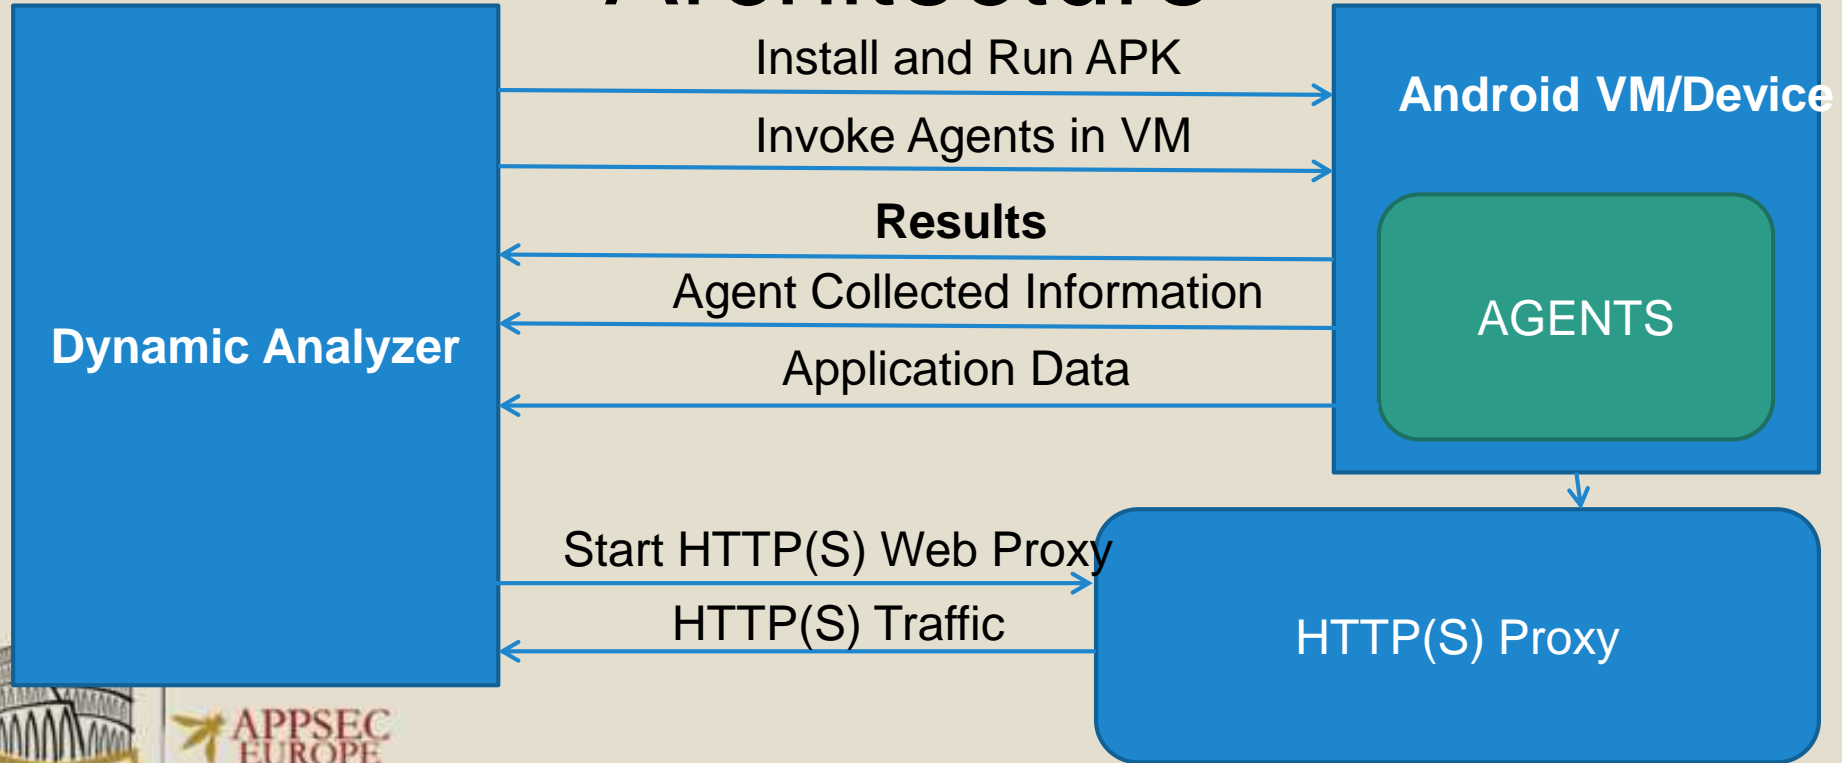 Architecture
Install and Run APK
Android VM/Device
Invoke Agents in VM
Results
Agent Collected Information
AGENTS
Dynamic Analyzer
Application Data
Start HTTP(S) Web Proxy
HTTP(S) Traffic
HTTP(S) Proxy
APPSEC
EUROPE